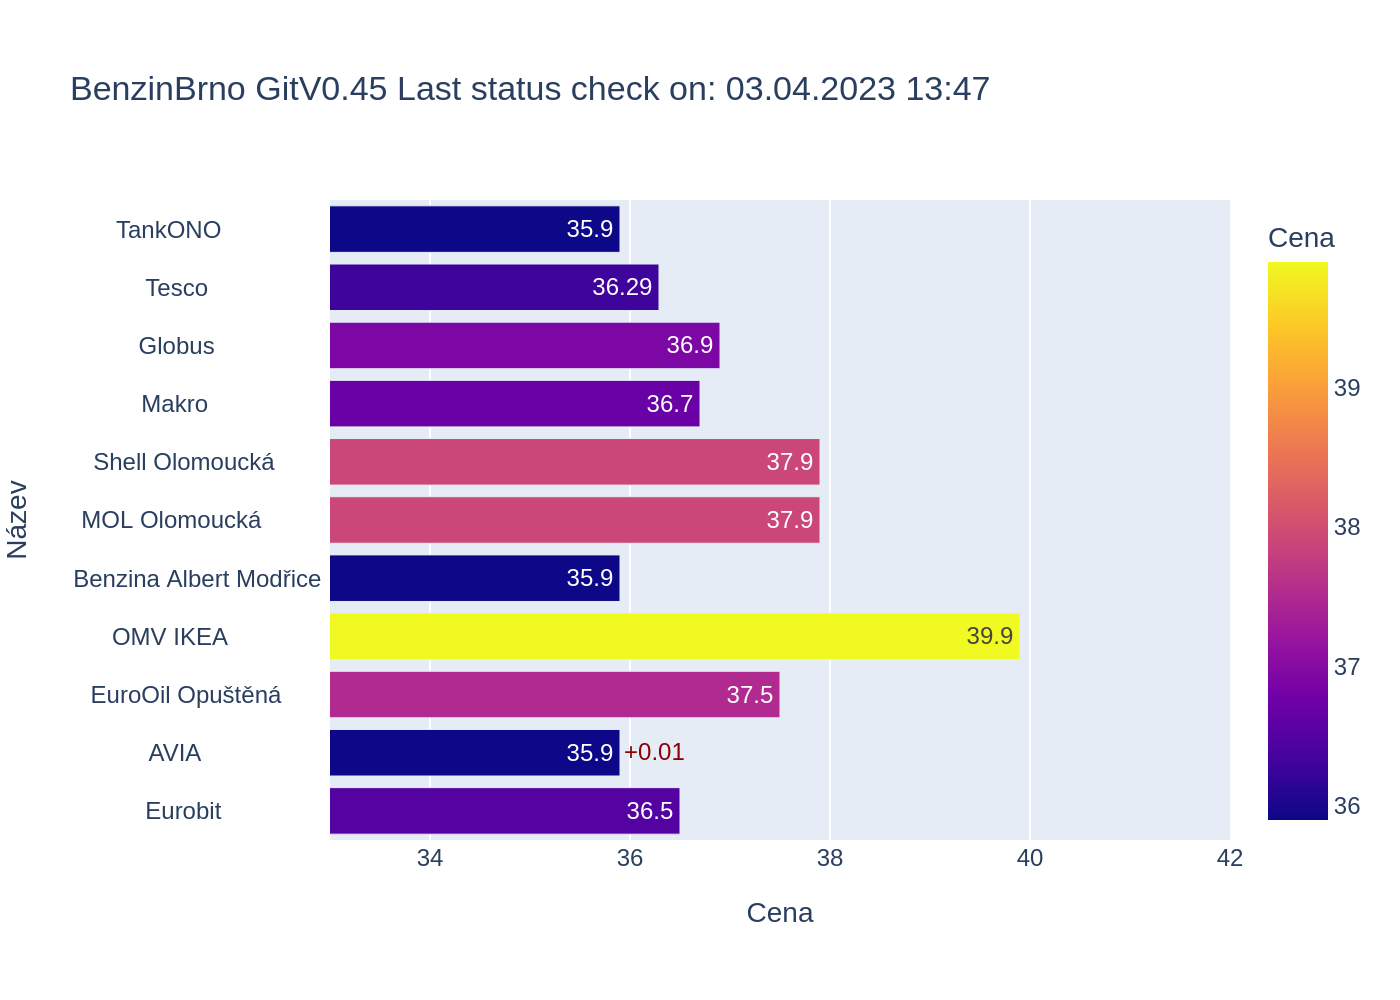 BenzinBrno GitV0.45 Last status check on: 03.04.2023 13:47
Cena
TankONO 35.9
Tesco 36.29
Globus 36.9
Makro 36.7
Shell Olomoucká 37.9
MOL Olomoucká 37.9
Benzina Albert Modřice 35.9
OMV IKEA 39.9
EuroOil Opuštěná 37.5
AVIA 35.9 +0.01
Eurobit 36.5
Název
34 36 38 40 42
Cena
39
38
37
36